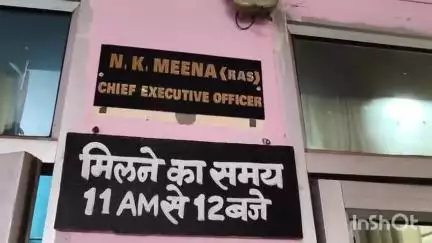 N. K. MEENA (RAS)
CHIEF EXECUTIVE OFFICER
मिलने का समय
11 AM से 12 बजे
InShOt